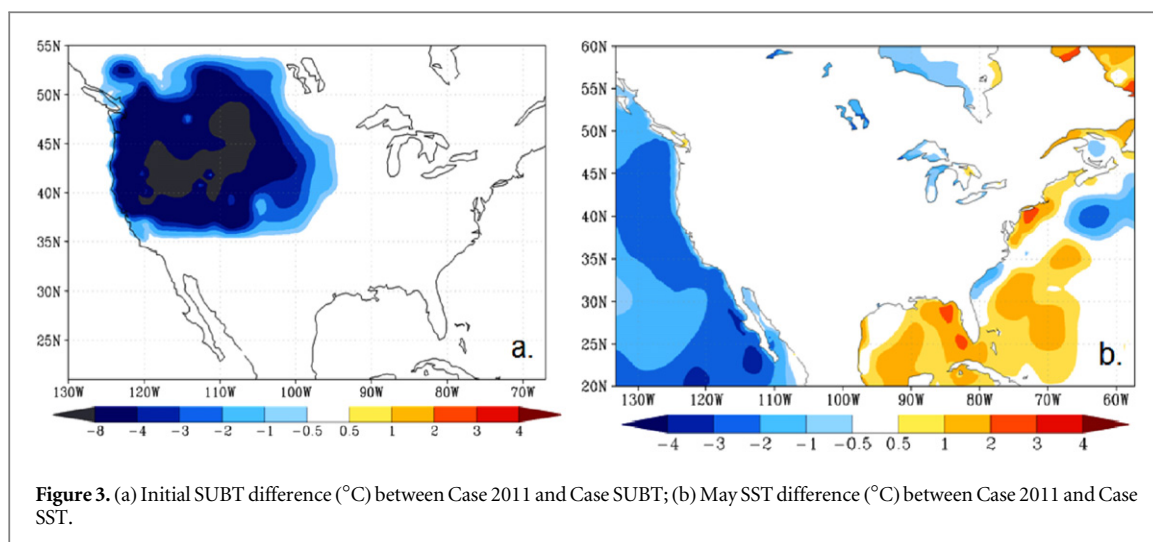 55N
50N
45N
40N
35N
30N
25N
130W 120W 110W 100W 90W 80W 70W
a.
-8 -4 -3 -2 -1 -0.5 0.5 1 2 3 4
60N
55N
50N
45N
40N
35N
30N
25N
20N
130W 120W 110W 100W 90W 80W 70W 60W
b.
-4 -3 -2 -1 -0.5 0.5 1 2 3 4
Figure 3. (a) Initial SUBT difference (°C) between Case 2011 and Case SUBT; (b) May SST difference (°C) between Case 2011 and Case
SST.